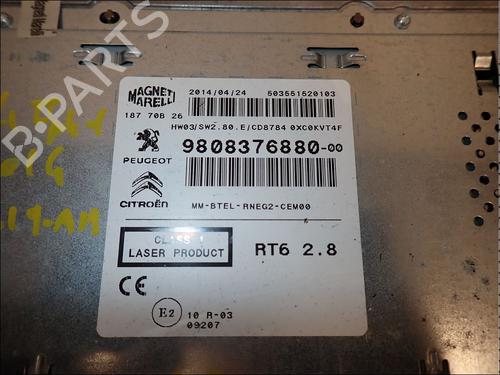 MAGNETI
MARELLI
2014/04/24 503551520103
187 70B 26
HW03/SW2.80.E/CD8784 0XC0KVT4F
9808376880-00
PEUGEOT
CITROËN
MM-BTEL-RNEG2-CEM00
CLASS 1
LASER PRODUCT
RT6 2.8
CE
E2
10 R-03
09207
B-PARTS